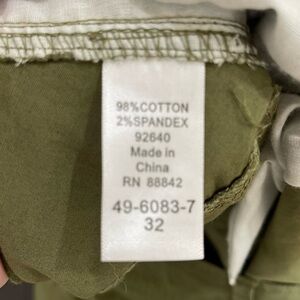 98%COTTON
2%SPANDEX
92640
Made in
China
RN 88842
49-6083-7
32